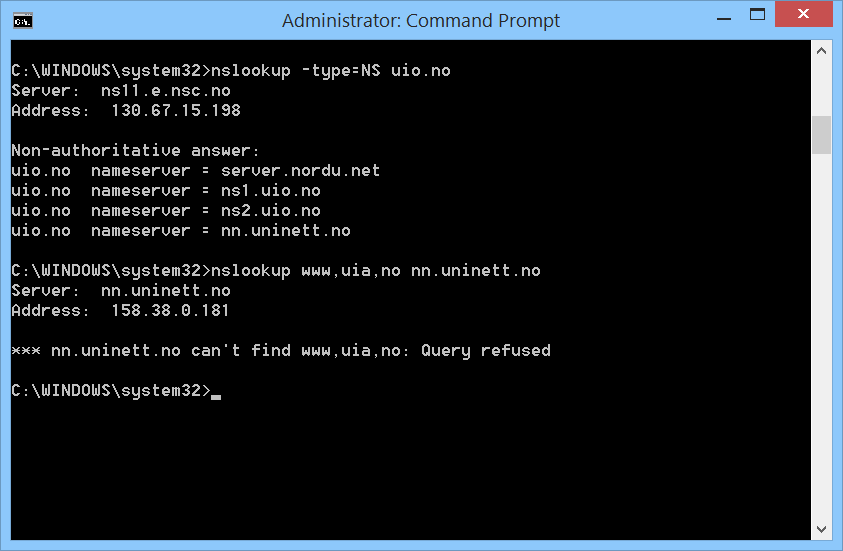 Administrator: Command Prompt
C:\WINDOWS\system32>nslookup -type=NS uio.no
Server:  ns11.e.nsc.no
Address:  130.67.15.198
Non-authoritative answer:
uio.no  nameserver = server.nordu.net
uio.no  nameserver = ns1.uio.no
uio.no  nameserver = ns2.uio.no
uio.no  nameserver = nn.uninett.no
C:\WINDOWS\system32>nslookup www,uia,no nn.uninett.no
Server:  nn.uninett.no
Address:  158.38.0.181
*** nn.uninett.no can't find www,uia,no: Query refused
C:\WINDOWS\system32>